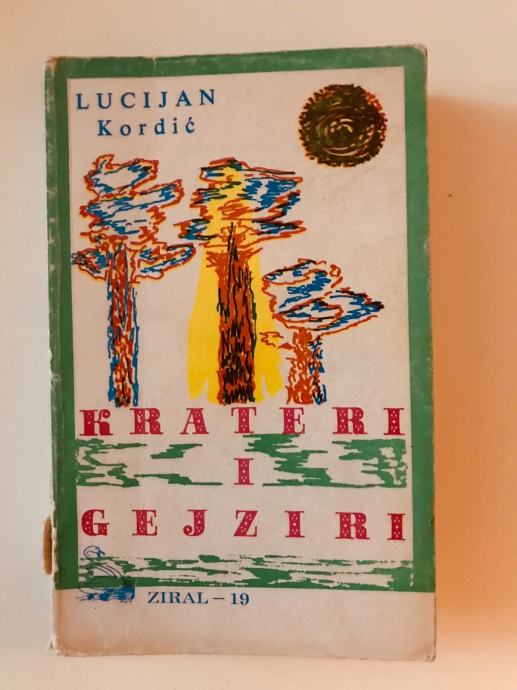 LUCIJAN
Kordić
KRATERI
I
GEJZIRI
ZIRAL – 19